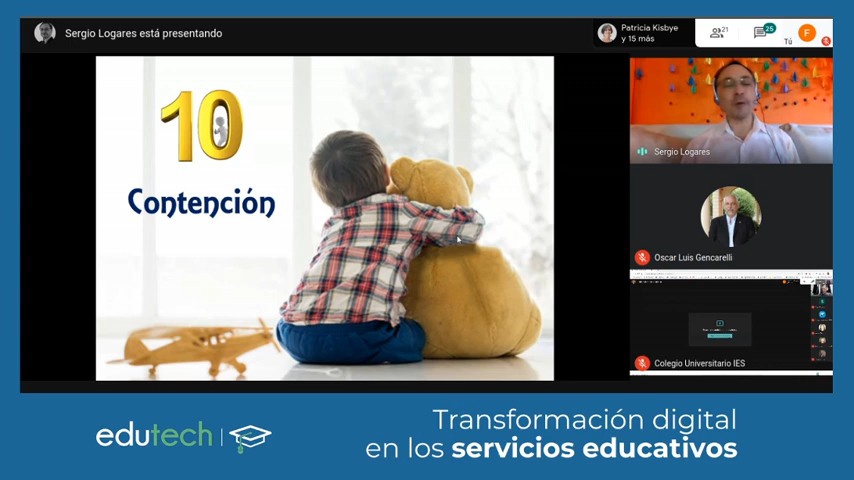 Sergio Logares está presentando
Patricia Kisbye
y 15 más
21
25
Tú
F
10
Contención
Sergio Logares
Oscar Luis Gencarelli
Colegio Universitario IES
edutech
Transformación digital
en los servicios educativos